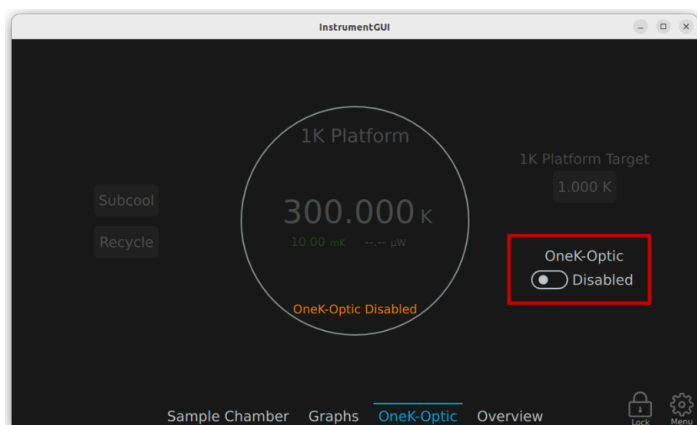 InstrumentGUI
1K Platform
1K Platform Target
1.000 K
Subcool
300.000 K
10.00 mK --.-- µW
Recycle
OneK-Optic
Disabled
OneK-Optic Disabled
Sample Chamber Graphs OneK-Optic Overview
Lock Menu